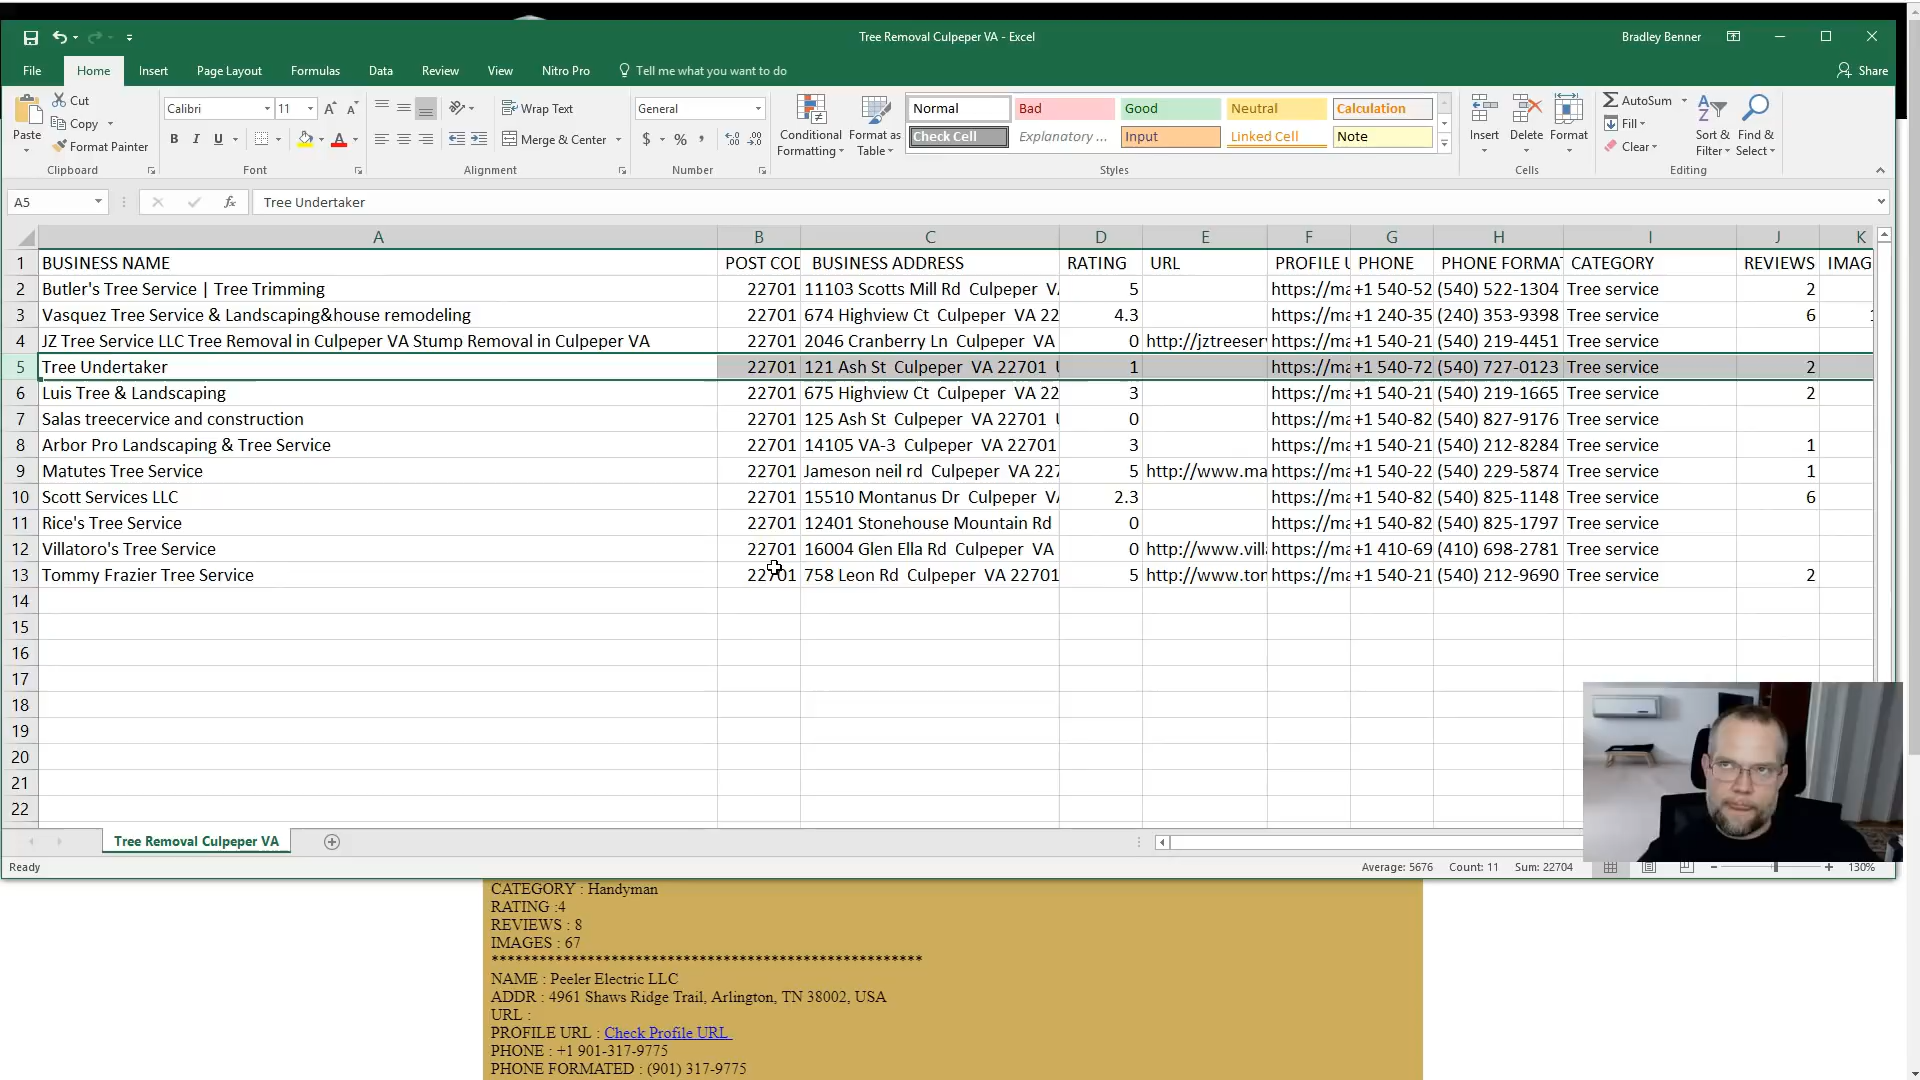 Tree Removal Culpeper VA - Excel
Bradley Benner
File Home Insert Page Layout Formulas Data Review View Nitro Pro Tell me what you want to do Share
Cut
Copy
Format Painter
Paste
Clipboard
Calibri 11
B I U
Font
Wrap Text
Merge & Center
Alignment
General
$ %
Number
Conditional Formatting
Format as Table
Normal Bad Good Neutral Calculation
Check Cell Explanatory ... Input Linked Cell Note
Styles
Insert Delete Format
Cells
AutoSum
Fill
Clear
Sort & Filter
Find & Select
Editing
A5 fx Tree Undertaker
A B C D E F G H I J K
1 BUSINESS NAME POST COD BUSINESS ADDRESS RATING URL PROFILE U PHONE PHONE FORMAT CATEGORY REVIEWS IMAG
2 Butler's Tree Service | Tree Trimming 22701 11103 Scotts Mill Rd Culpeper VA 5 https://ma +1 540-52 (540) 522-1304 Tree service 2
3 Vasquez Tree Service & Landscaping&house remodeling 22701 674 Highview Ct Culpeper VA 22 4.3 https://ma +1 240-35 (240) 353-9398 Tree service 6 1
4 JZ Tree Service LLC Tree Removal in Culpeper VA Stump Removal in Culpeper VA 22701 2046 Cranberry Ln Culpeper VA 0 http://jztreeser https://ma +1 540-21 (540) 219-4451 Tree service
5 Tree Undertaker 22701 121 Ash St Culpeper VA 22701 U 1 https://ma +1 540-72 (540) 727-0123 Tree service 2
6 Luis Tree & Landscaping 22701 675 Highview Ct Culpeper VA 22 3 https://ma +1 540-21 (540) 219-1665 Tree service 2
7 Salas treecervice and construction 22701 125 Ash St Culpeper VA 22701 U 0 https://ma +1 540-82 (540) 827-9176 Tree service
8 Arbor Pro Landscaping & Tree Service 22701 14105 VA-3 Culpeper VA 22701 3 https://ma +1 540-21 (540) 212-8284 Tree service 1
9 Matutes Tree Service 22701 Jameson neil rd Culpeper VA 227 5 http://www.ma https://ma +1 540-22 (540) 229-5874 Tree service 1
10 Scott Services LLC 22701 15510 Montanus Dr Culpeper VA 2.3 https://ma +1 540-82 (540) 825-1148 Tree service 6
11 Rice's Tree Service 22701 12401 Stonehouse Mountain Rd 0 https://ma +1 540-82 (540) 825-1797 Tree service
12 Villatoro's Tree Service 22701 16004 Glen Ella Rd Culpeper VA 0 http://www.vill https://ma +1 410-69 (410) 698-2781 Tree service
13 Tommy Frazier Tree Service 22701 758 Leon Rd Culpeper VA 22701 5 http://www.tor https://ma +1 540-21 (540) 212-9690 Tree service 2
14
15
16
17
18
19
20
21
22
Tree Removal Culpeper VA
Ready Average: 5676 Count: 11 Sum: 22704 130%
CATEGORY : Handyman
RATING :4
REVIEWS : 8
IMAGES : 67
******************************************************
NAME : Peeler Electric LLC
ADDR : 4961 Shaws Ridge Trail, Arlington, TN 38002, USA
URL :
PROFILE URL : Check Profile URL
PHONE : +1 901-317-9775
PHONE FORMATED : (901) 317-9775